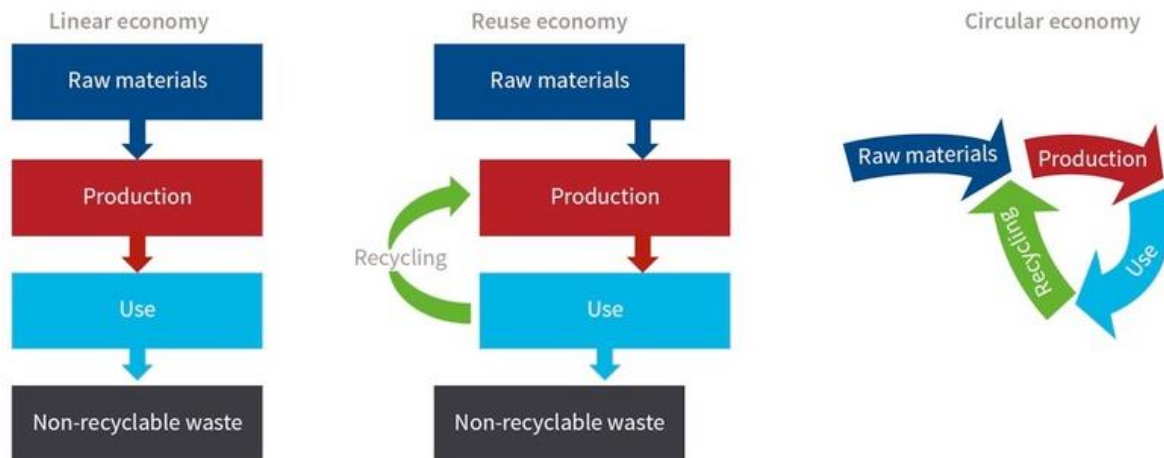 Linear economy
Raw materials
Production
Use
Non-recyclable waste
Reuse economy
Raw materials
Production
Recycling
Use
Non-recyclable waste
Circular economy
Raw materials
Production
Use
Recycling